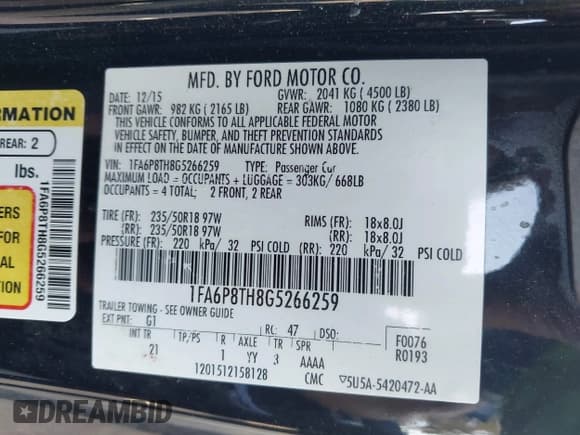 MFD. BY FORD MOTOR CO.
DATE: 12/15 GVWR: 2041 KG ( 4500 LB)
FRONT GAWR: 982 KG ( 2165 LB) REAR GAWR: 1080 KG ( 2380 LB)
THIS VEHICLE CONFORMS TO ALL APPLICABLE FEDERAL MOTOR
VEHICLE SAFETY, BUMPER, AND THEFT PREVENTION STANDARDS
IN EFFECT ON THE DATE OF MANUFACTURE SHOWN ABOVE.
VIN: 1FA6P8TH8G5266259 TYPE: Passenger Car
MAXIMUM LOAD = OCCUPANTS + LUGGAGE = 303KG/ 668LB
OCCUPANTS = 4 TOTAL; 2 FRONT, 2 REAR
TIRE (FR): 235/50R18 97W RIMS (FR): 18x8.0J
(RR): 235/50R18 97W (RR): 18x8.0J
PRESSURE (FR): 220 kPa/ 32 PSI COLD (RR): 220 kPa/ 32 PSI COLD
1FA6P8TH8G5266259
TRAILER TOWING - SEE OWNER GUIDE
EXT PNT: G1 RC: 47 DSO: F0076
INT TR TP/PS R AXLE TR SPR R0193
21 1 YY 3 AAAA
1201512158128 CMC ▽5U5A-5420472-AA
RMATION
REAR: 2
lbs.
1FA6P8TH8G5266259
ERS
FOR
AL
DREAMBID